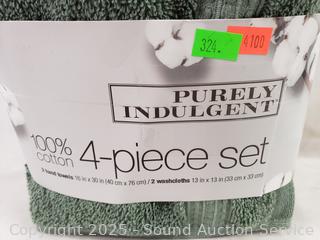 324.
4100
PURELY
INDULGENT
100%
cotton
4-piece set
2 hand towels 16 in x 30 in (40 cm x 76 cm) / 2 washcloths 13 in x 13 in (33 cm x 33 cm)
Copyright 2025 - Sound Auction Service